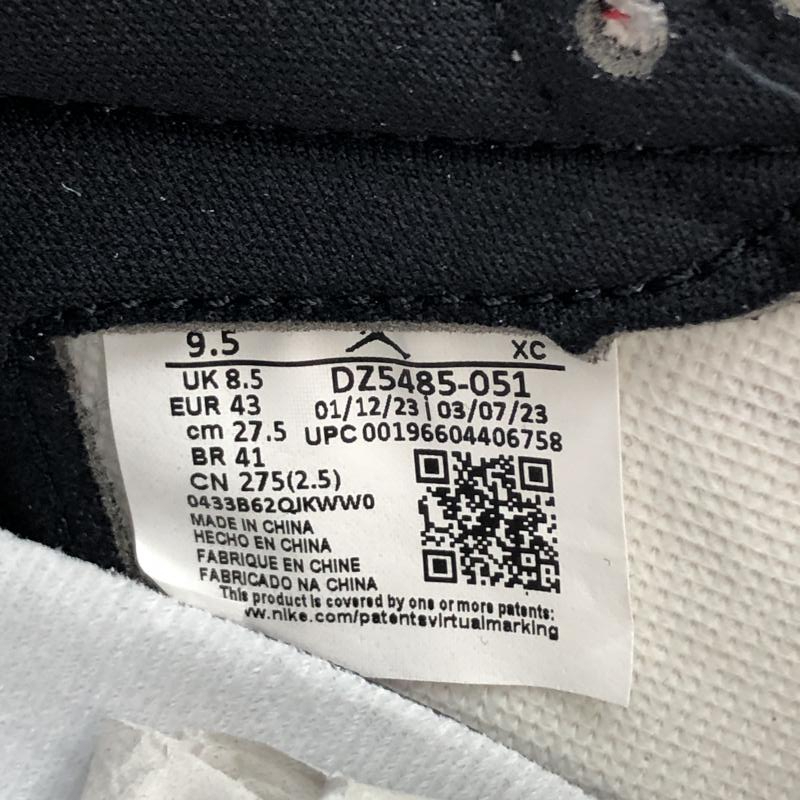 9.5 XC
UK 8.5 DZ5485-051
EUR 43 01/12/23 | 03/07/23
cm 27.5 UPC 00196604406758
BR 41
CN 275(2.5)
0433B62QJKWW0
MADE IN CHINA
HECHO EN CHINA
FABRIQUE EN CHINE
FABRICADO NA CHINA
This product is covered by one or more patents:
w.nike.com/patentsvirtualmarking